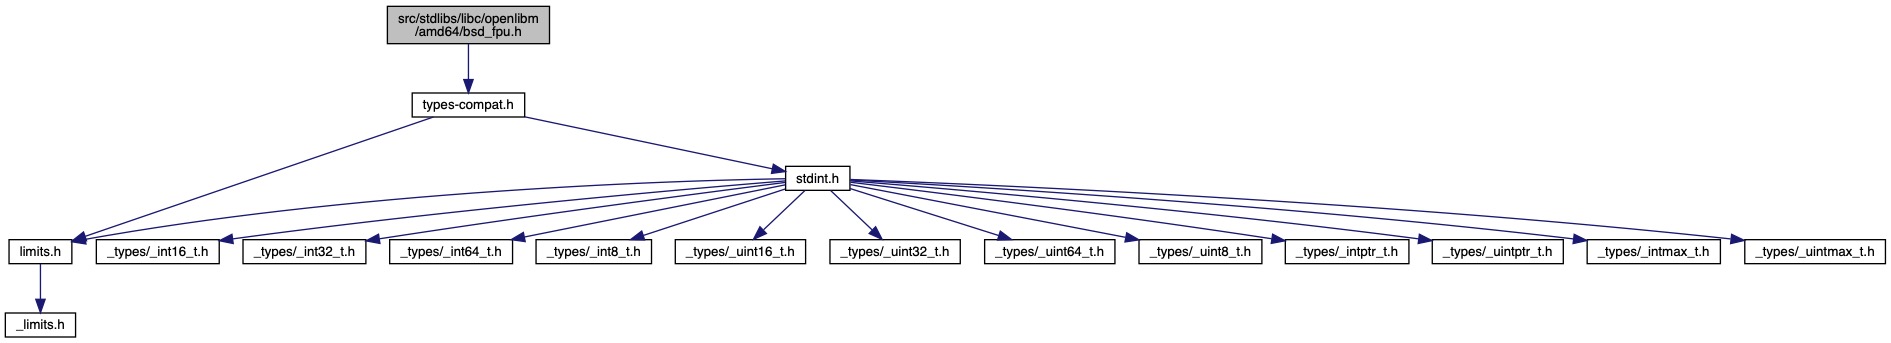 src/stdlibs/libc/openlibm
/amd64/bsd_fpu.h
types-compat.h
stdint.h
limits.h
_types/_int16_t.h
_types/_int32_t.h
_types/_int64_t.h
_types/_int8_t.h
_types/_uint16_t.h
_types/_uint32_t.h
_types/_uint64_t.h
_types/_uint8_t.h
_types/_intptr_t.h
_types/_uintptr_t.h
_types/_intmax_t.h
_types/_uintmax_t.h
_limits.h